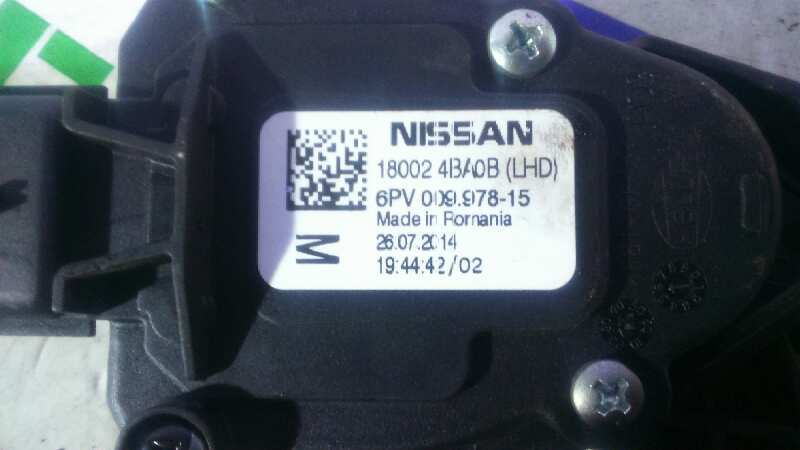 NISSAN
18002 4BA0B (LHD)
6PV 009.978-15
Made in Romania
26.07.2014
19:44:42/02
M